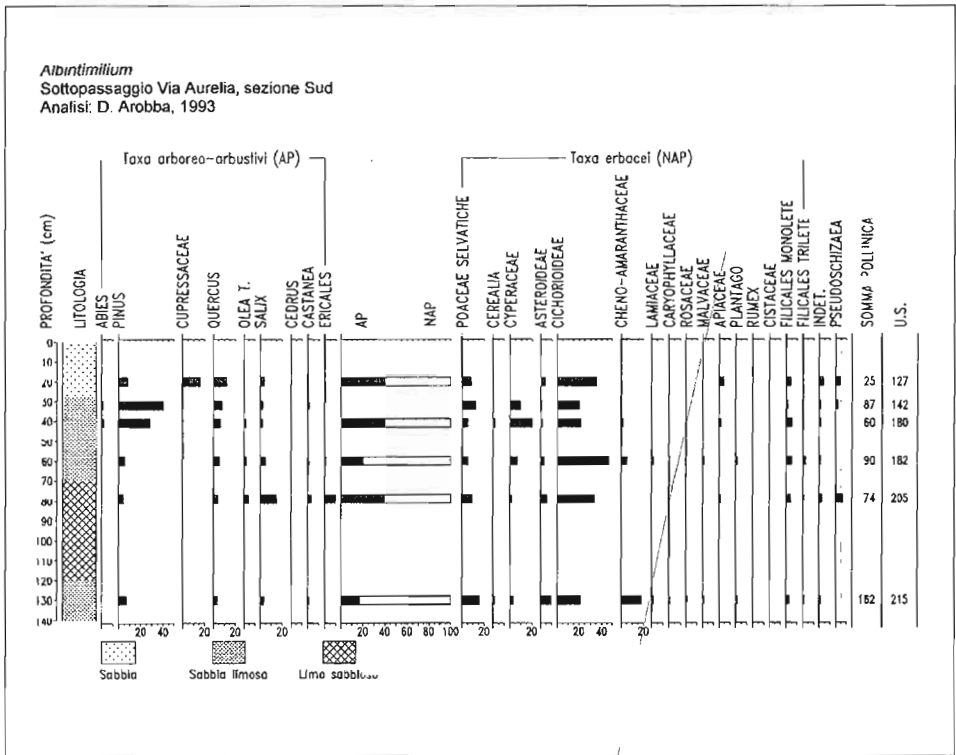 Albintimilium
Sottopassaggio Via Aurelia, sezione Sud
Analisi: D. Arobba, 1993
Taxa arboreo-arbustivi (AP)
Taxa erbacei (NAP)
PROFONDITA' (cm)
LITOLOGIA
ABIES
PINUS
CUPRESSACEAE
QUERCUS
OLEA T.
SALIX
CEDRUS
CASTANEA
ERICALES
AP
NAP
POACEAE SELVATICHE
CEREALIA
CYPERACEAE
ASTEROIDEAE
CICHORIOIDEAE
CHENO-AMARANTHACEAE
LAMIACEAE
CARYOPHYLLACEAE
ROSACEAE
MALVACEAE
APIACEAE
PLANTAGO
RUMEX
CISTACEAE
FILICALES MONOLETE
FILICALES TRILETE
INDET.
PSEUDOSCHIZAEA
SOMMA POLLINICA
U.S.
0
10
20 25 127
30 87 142
40 60 180
50
60 90 182
70
80 74 205
90
100
110
120
130 152 215
140
20 40 20 20 20 20 40 60 80 100 20 20 20 40 20
Sabbia
Sabbia limosa
Limo sabbioso